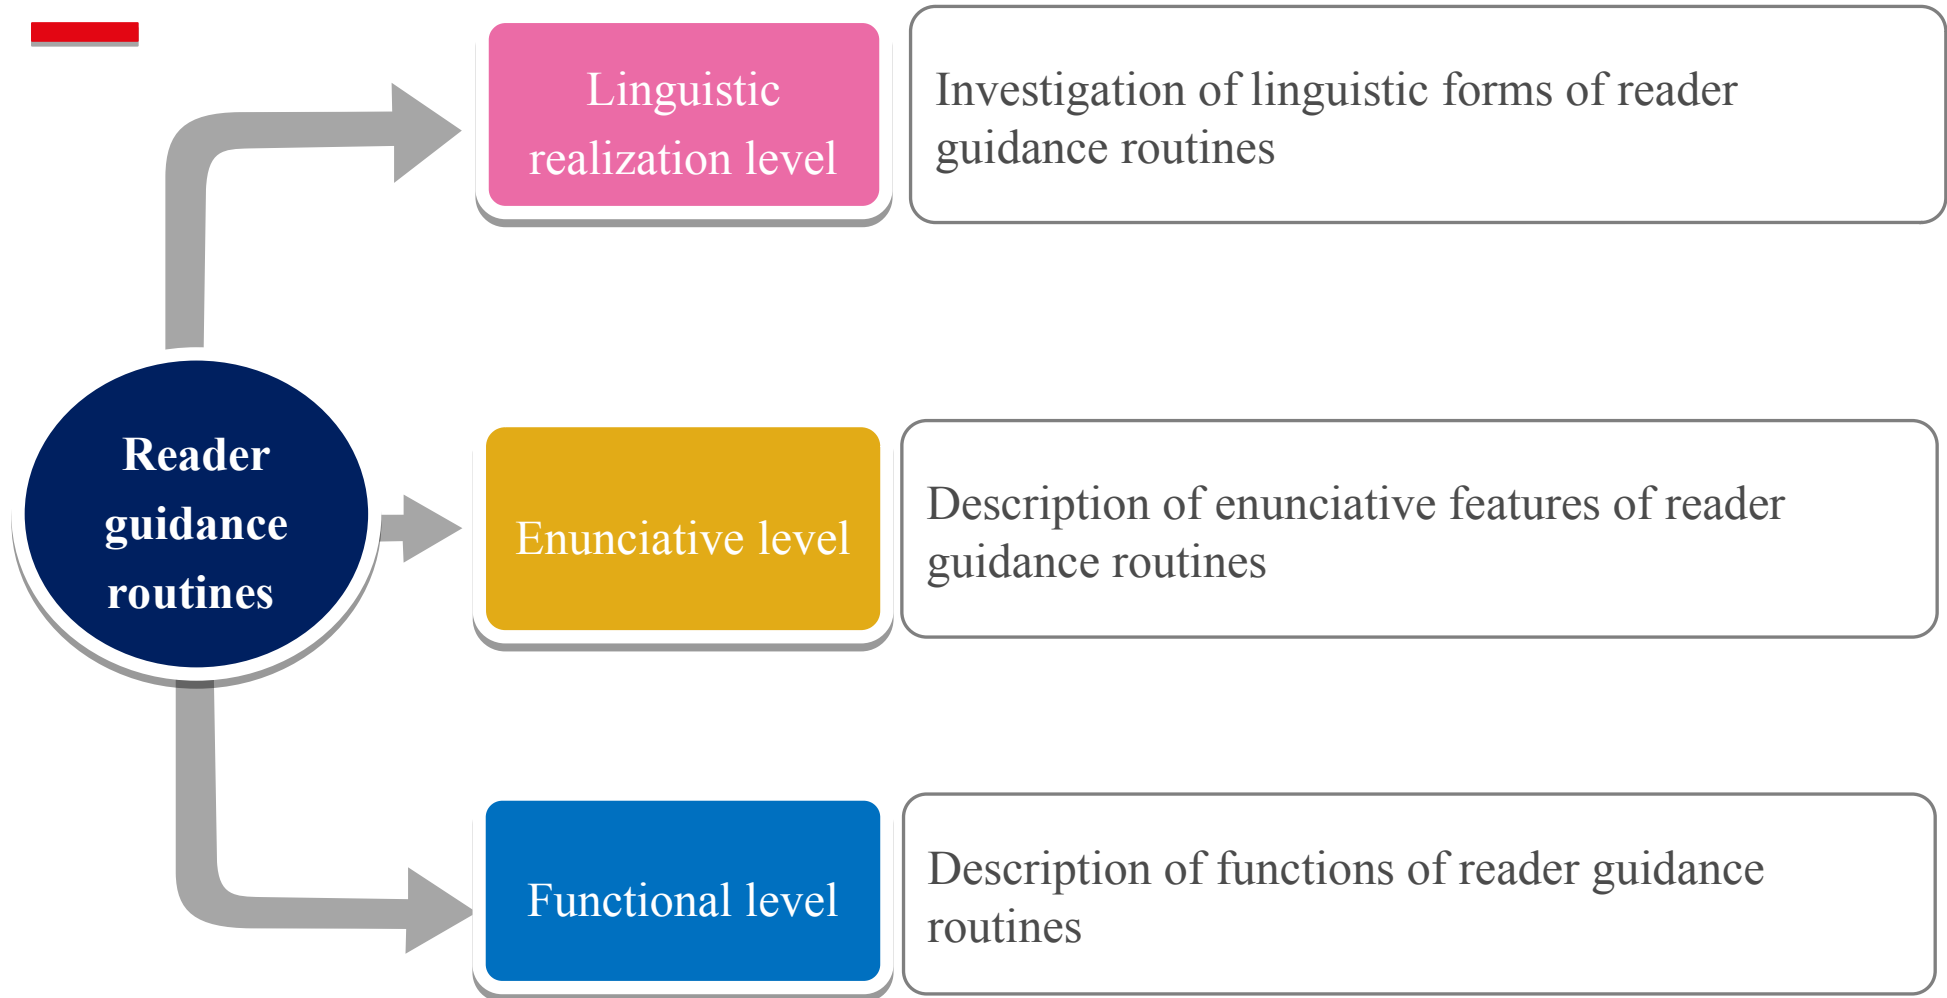 Linguistic
realization level
Investigation of linguistic forms of reader
guidance routines
Reader
guidance
routines
Enunciative level
Description of enunciative features of reader
guidance routines
Functional level
Description of functions of reader guidance
routines